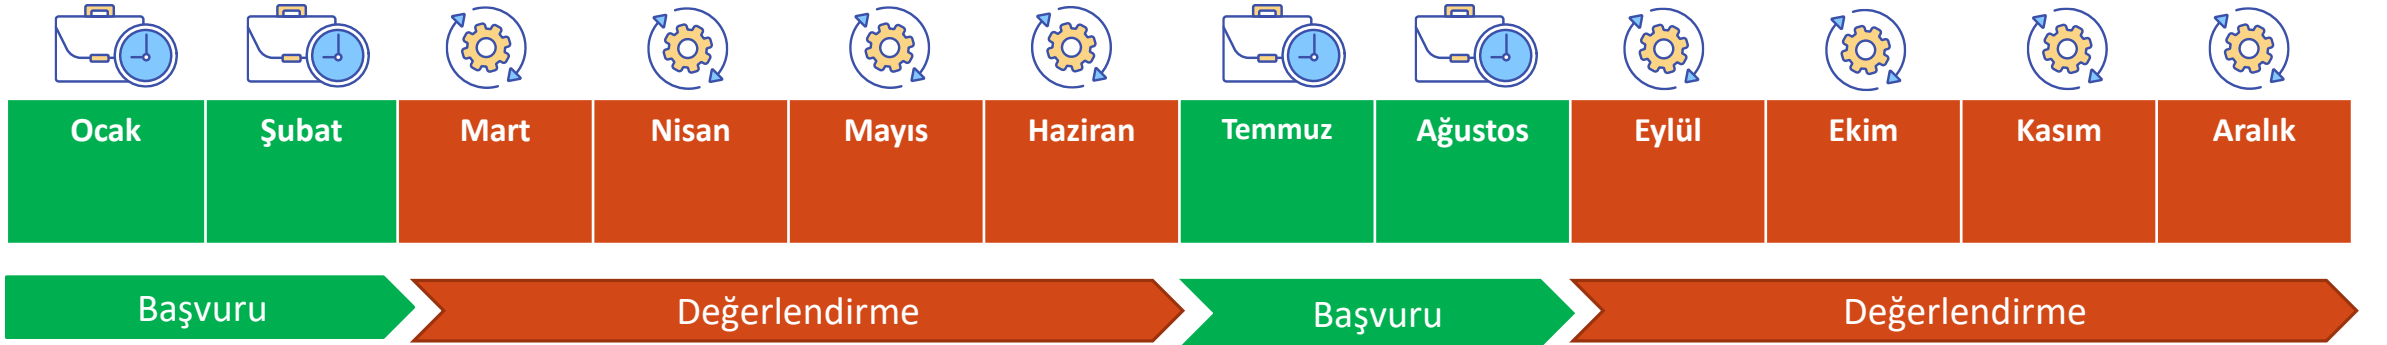 Ocak Şubat Mart Nisan Mayıs Haziran Temmuz Ağustos Eylül Ekim Kasım Aralık
Başvuru Değerlendirme Başvuru Değerlendirme